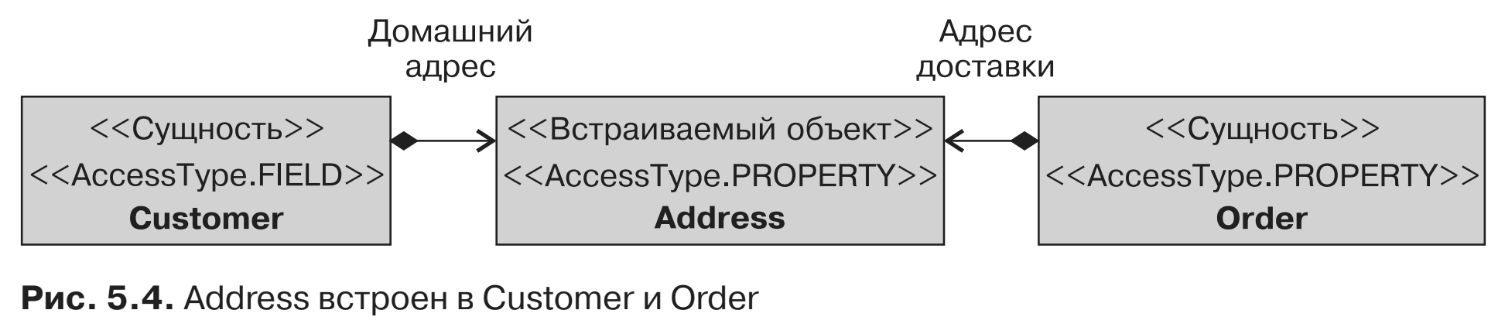 Домашний
адрес
Адрес
доставки
<<Сущность>>
<<AccessType.FIELD>>
Customer
<<Встраиваемый объект>>
<<AccessType.PROPERTY>>
Address
<<Сущность>>
<<AccessType.PROPERTY>>
Order
Рис. 5.4. Address встроен в Customer и Order